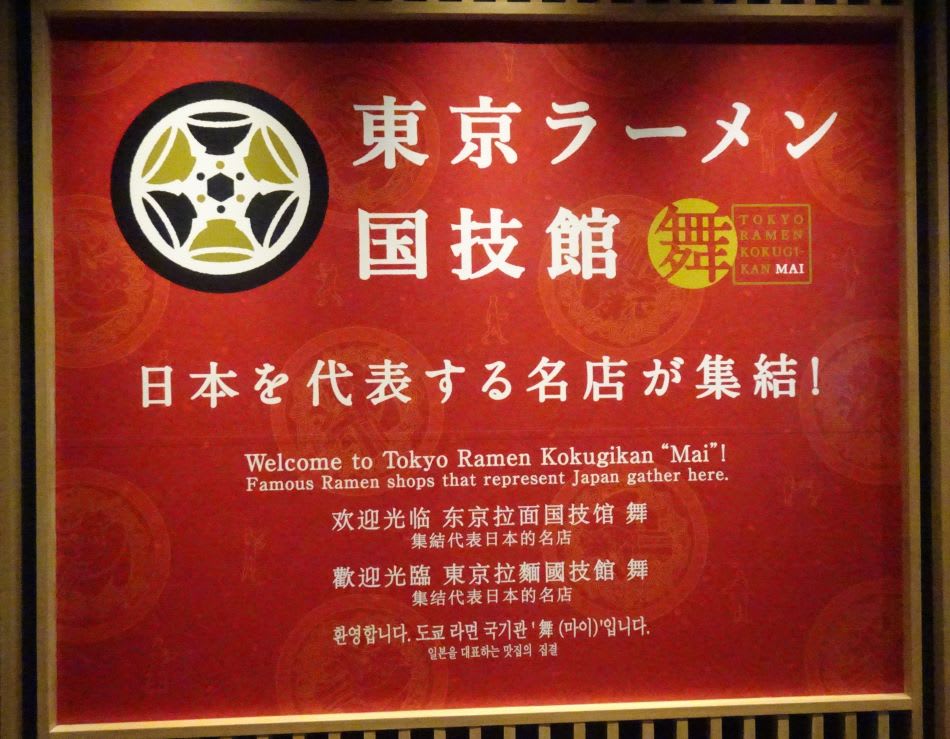 東京ラーメン
国技館
舞
TOKYO
RAMEN
KOKUGI-
KAN MAI
日本を代表する名店が集結!
Welcome to Tokyo Ramen Kokugikan “Mai”!
Famous Ramen shops that represent Japan gather here.
欢迎光临 东京拉面国技馆 舞
集結代表日本的名店
歡迎光臨 東京拉麵國技館 舞
集结代表日本的名店
환영합니다. 도쿄 라면 국기관 '舞 (마이)'입니다.
일본을 대표하는 맛집의 집결